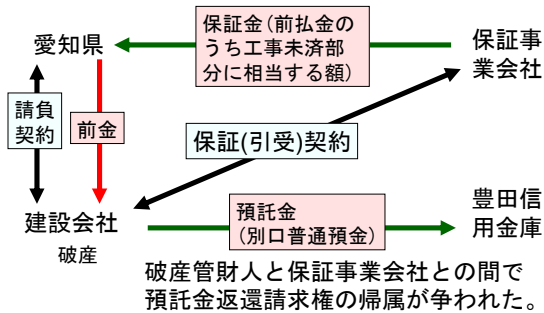 保証金(前払金の
うち工事未済部
分に相当する額)
愛知県
保証事
業会社
請負
契約
前金
保証(引受)契約
建設会社
破産
預託金
(別口普通預金)
豊田信
用金庫
破産管財人と保証事業会社との間で
預託金返還請求権の帰属が争われた。